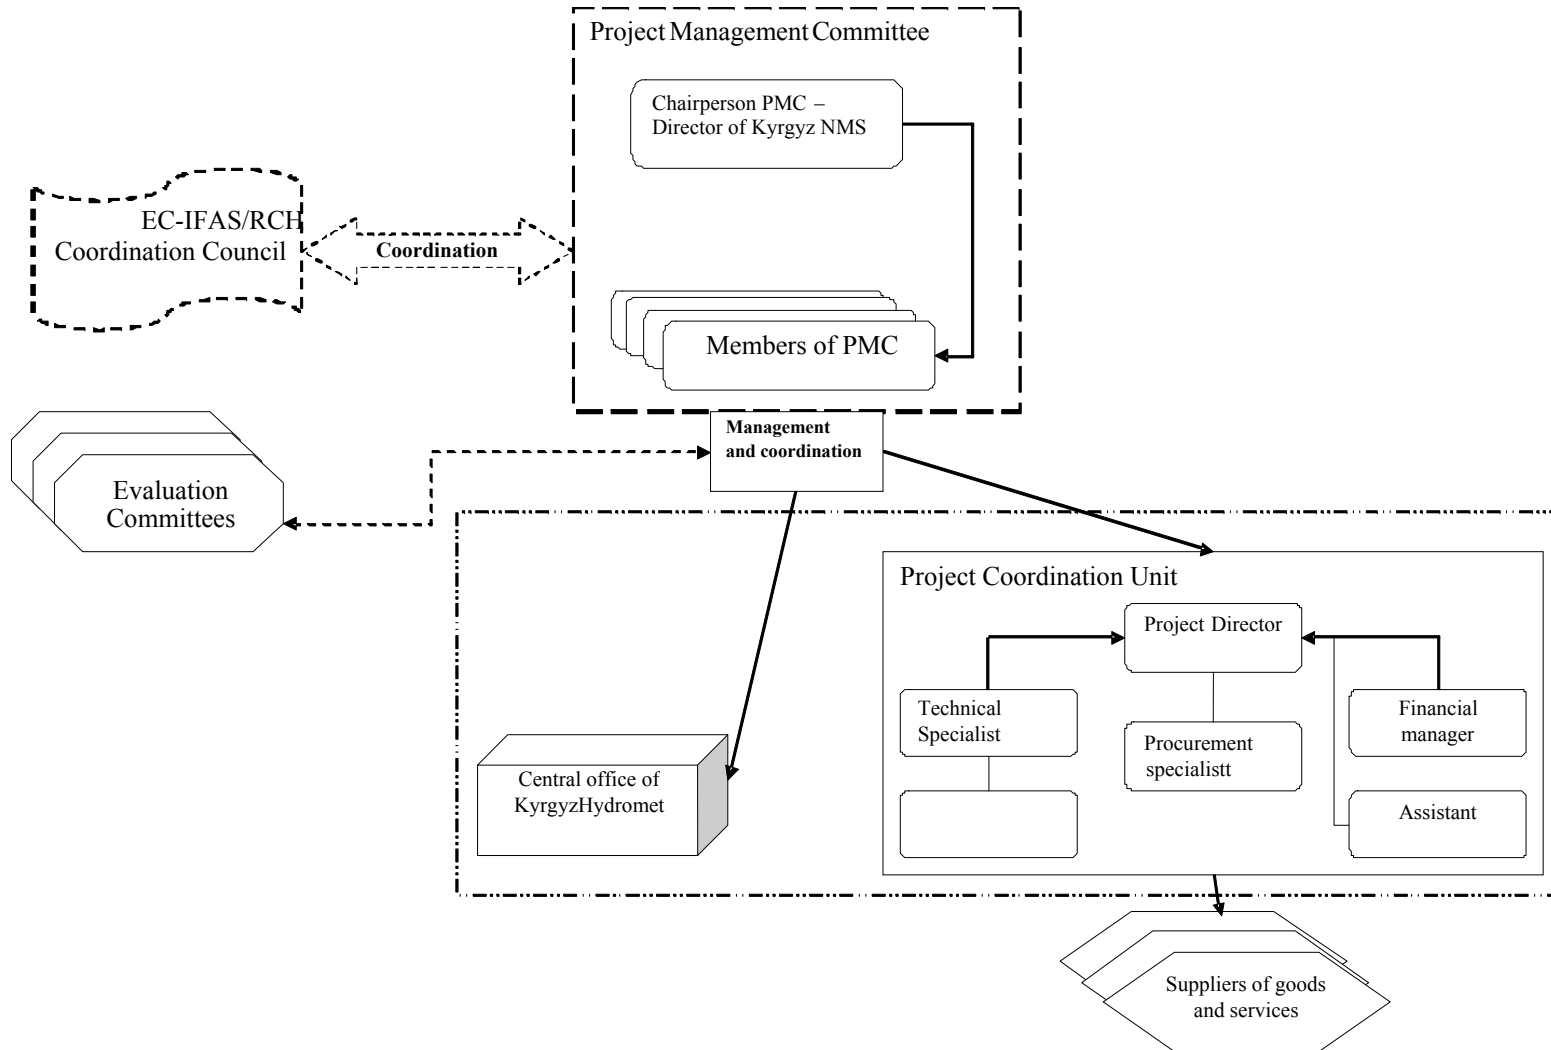 Project Management Committee
Chairperson PMC –
Director of Kyrgyz NMS
EC-IFAS/RCH
Coordination Council
Coordination
Members of PMC
Management
and coordination
Evaluation
Committees
Project Coordination Unit
Project Director
Technical
Specialist
Procurement
specialistt
Financial
manager
Central office of
KyrgyzHydromet
Assistant
Suppliers of goods
and services